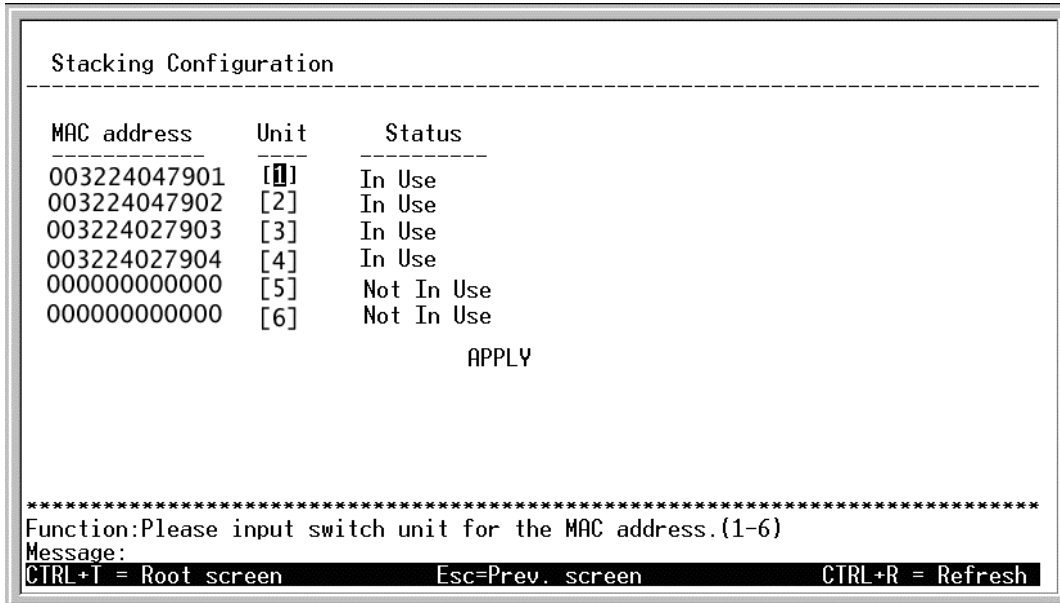 Stacking Configuration
MAC address Unit Status
003224047901 [1] In Use
003224047902 [2] In Use
003224027903 [3] In Use
003224027904 [4] In Use
000000000000 [5] Not In Use
000000000000 [6] Not In Use
APPLY
*******************************************************************************
Function:Please input switch unit for the MAC address.(1-6)
Message:
CTRL+T = Root screen Esc=Prev. screen CTRL+R = Refresh